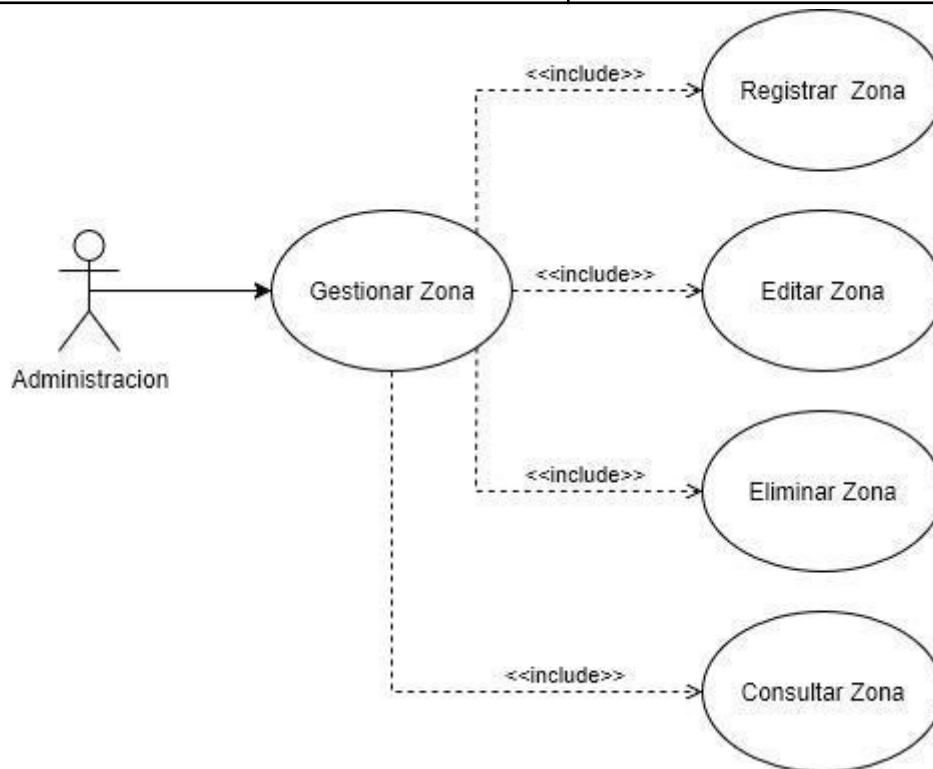 <<include>>
Registrar Zona
Gestionar Zona
<<include>>
Editar Zona
Administracion
<<include>>
Eliminar Zona
<<include>>
Consultar Zona